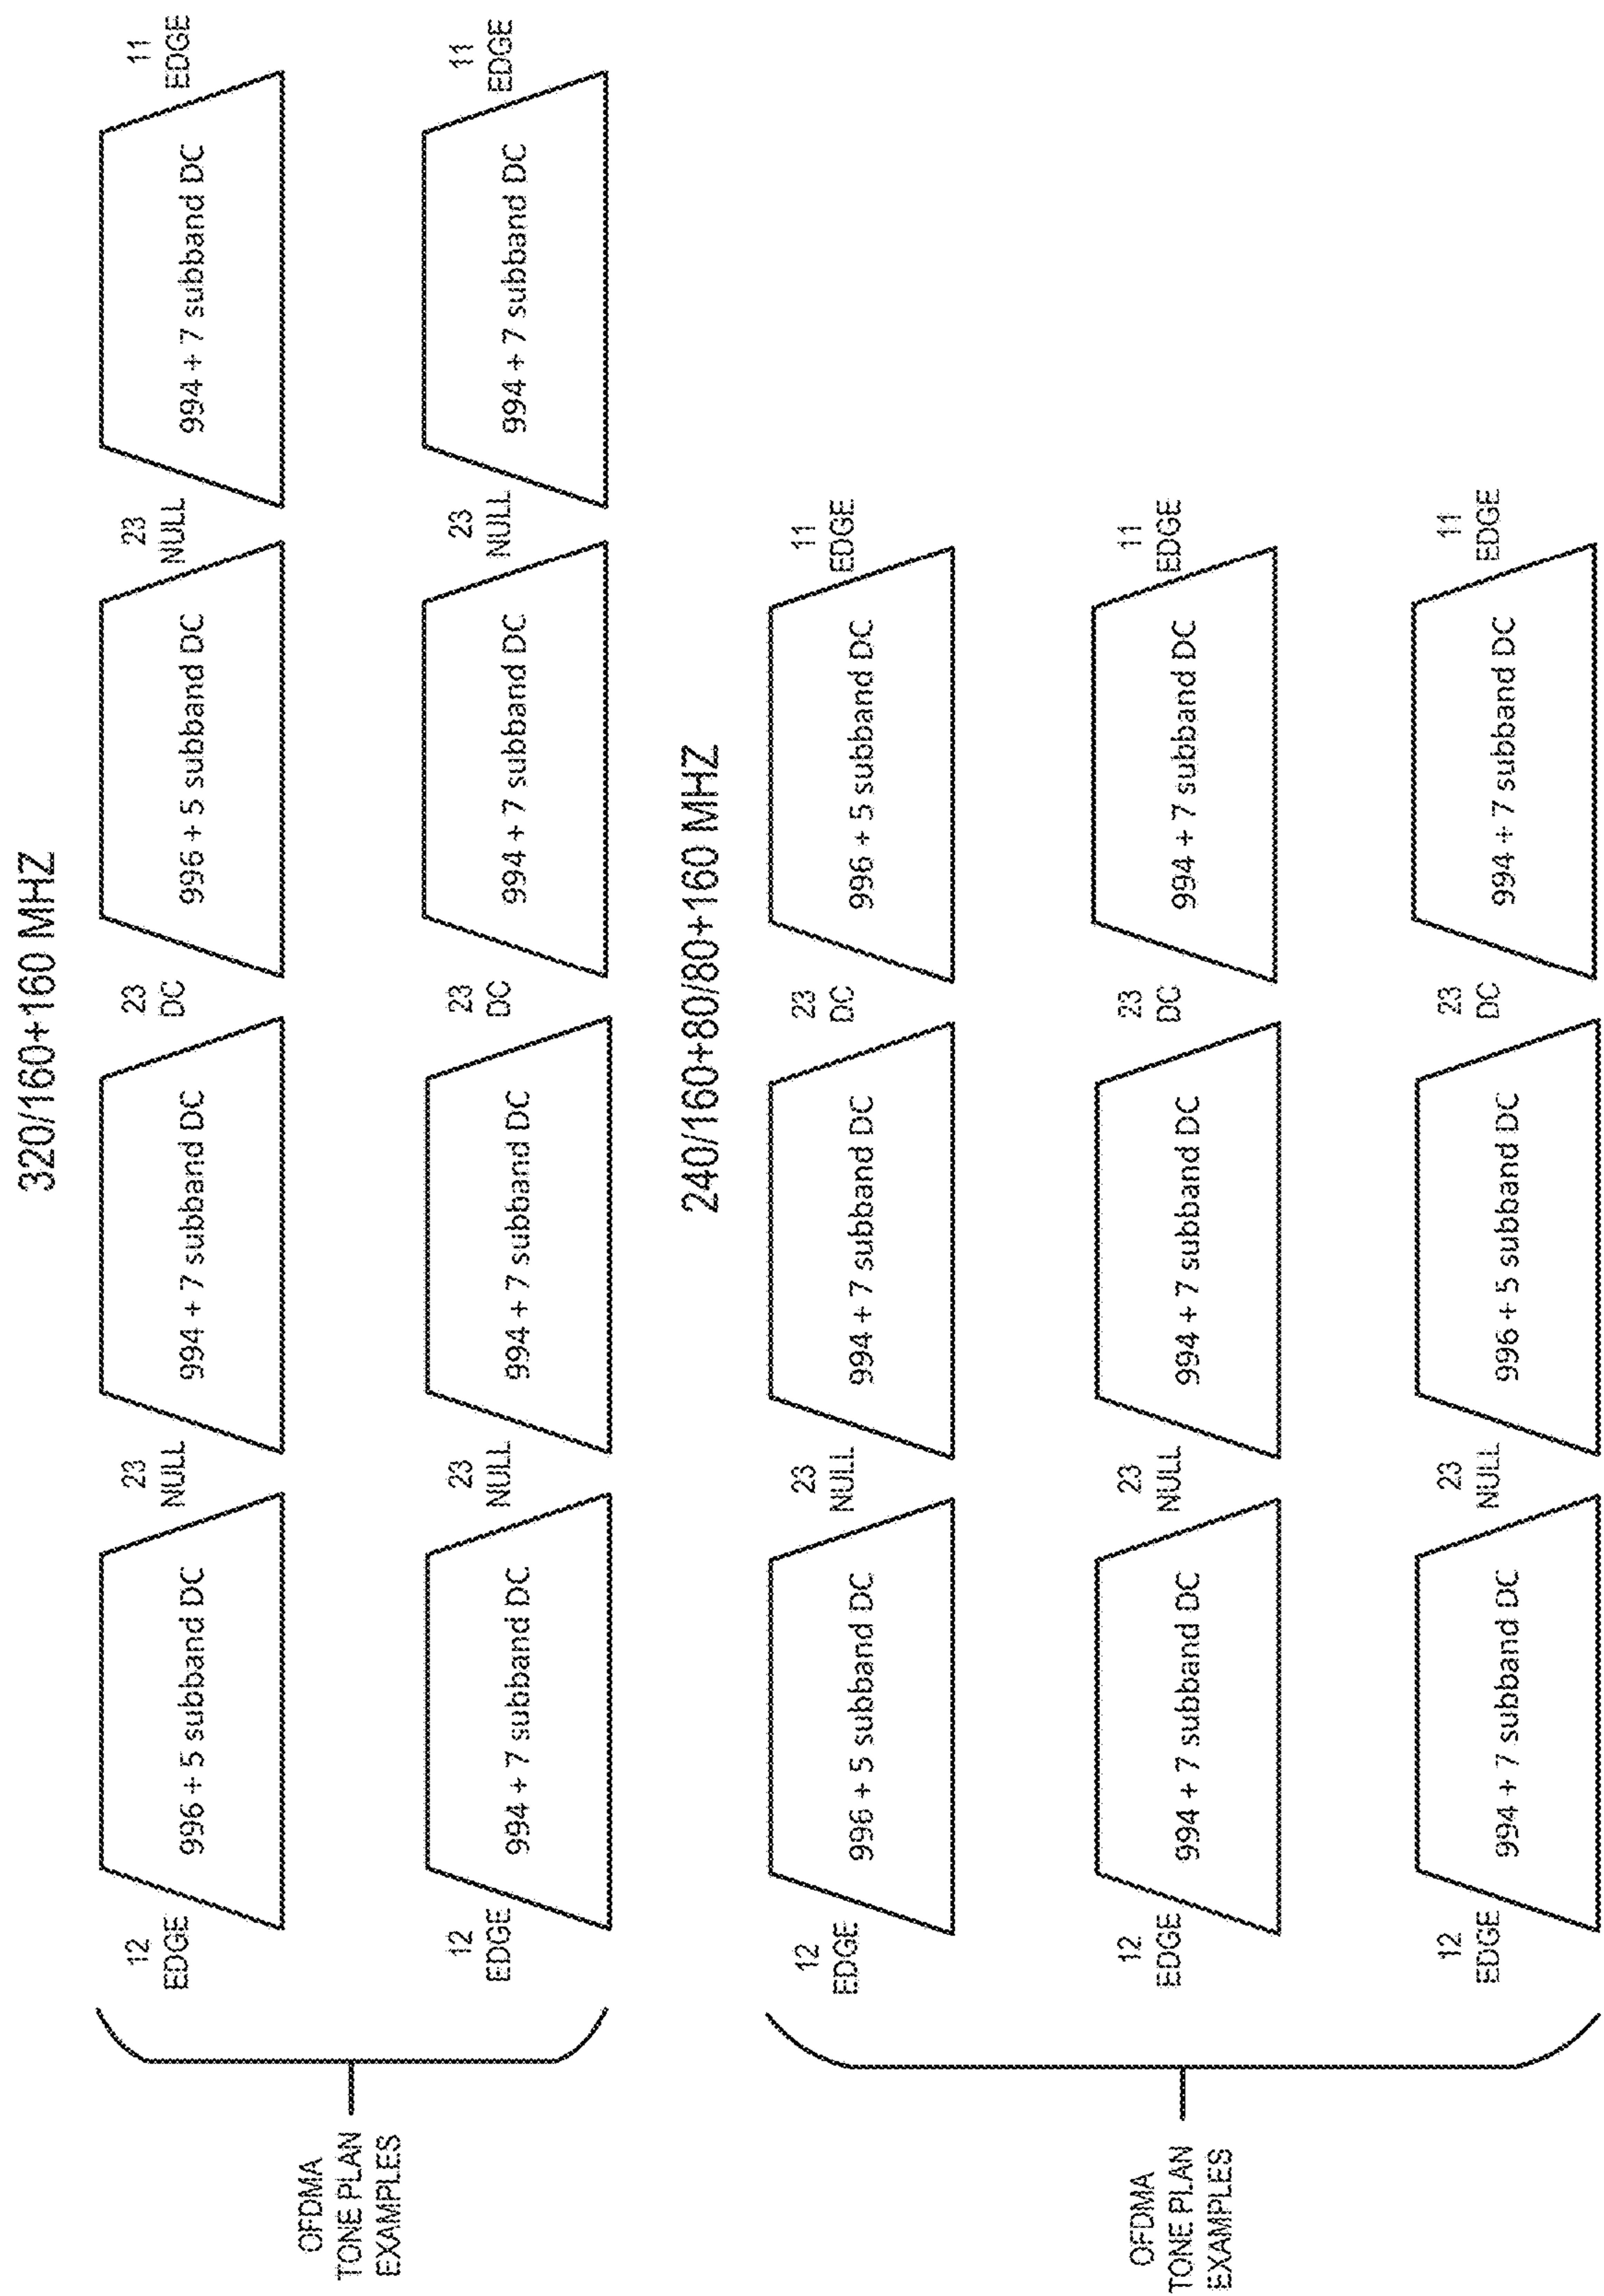 320/160+160 MHZ
OFDMA
TONE PLAN
EXAMPLES
12
EDGE
996 + 5 subband DC
23
NULL
994 + 7 subband DC
23
DC
996 + 5 subband DC
23
NULL
994 + 7 subband DC
11
EDGE
12
EDGE
994 + 7 subband DC
23
NULL
994 + 7 subband DC
23
DC
994 + 7 subband DC
23
NULL
994 + 7 subband DC
11
EDGE
240/160+80/80+160 MHZ
OFDMA
TONE PLAN
EXAMPLES
12
EDGE
996 + 5 subband DC
23
NULL
994 + 7 subband DC
23
DC
996 + 5 subband DC
11
EDGE
12
EDGE
994 + 7 subband DC
23
NULL
994 + 7 subband DC
23
DC
994 + 7 subband DC
11
EDGE
12
EDGE
994 + 7 subband DC
23
NULL
996 + 5 subband DC
23
DC
994 + 7 subband DC
11
EDGE